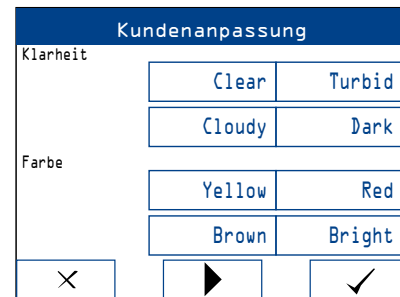 Kundenanpassung
Klarheit
Clear Turbid
Cloudy Dark
Farbe
Yellow Red
Brown Bright